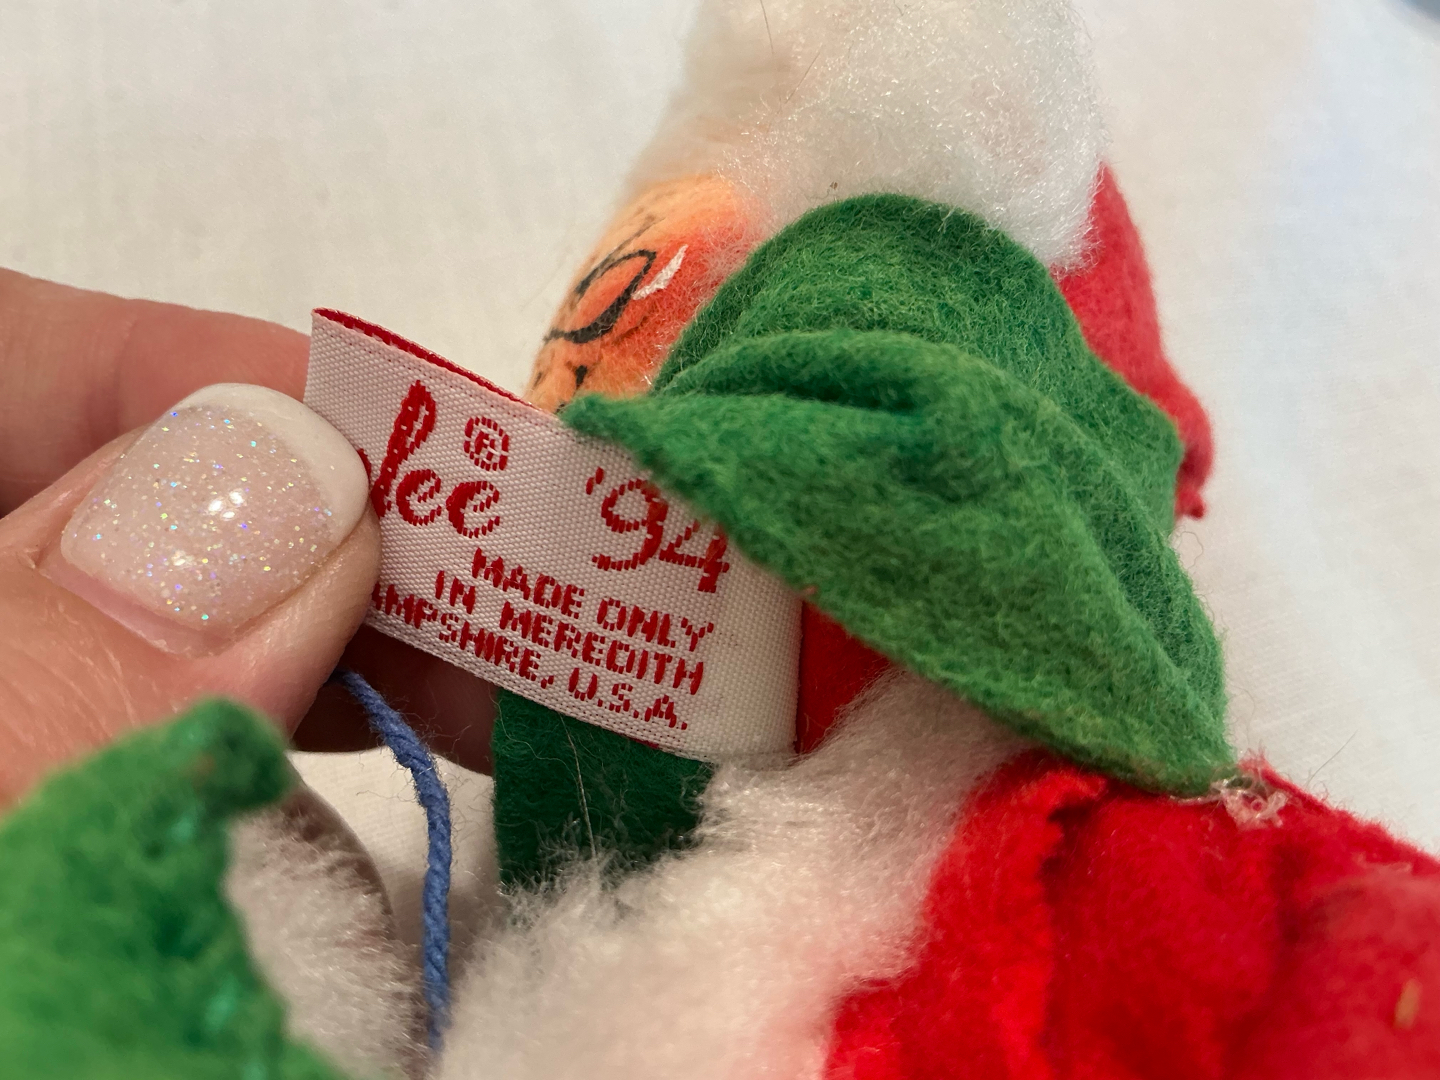 lee® '94
MADE ONLY
IN MEREDITH
AMPSHIRE, U.S.A.